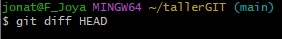 jonat@F_Joya MINGW64 ~/tallerGIT (main)
$ git diff HEAD